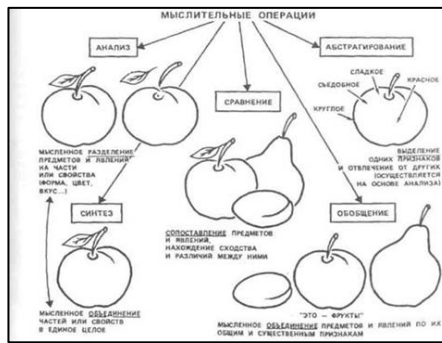 МЫСЛИТЕЛЬНЫЕ ОПЕРАЦИИ
АНАЛИЗ
АБСТРАГИРОВАНИЕ
СРАВНЕНИЕ
СЛАДКОЕ
СЪЕДОБНОЕ
КРАСНОЕ
КРУГЛОЕ
МЫСЛЕННОЕ РАЗДЕЛЕНИЕ
ПРЕДМЕТОВ И ЯВЛЕНИЙ
НА ЧАСТИ
ИЛИ СВОЙСТВА
(ФОРМА, ЦВЕТ,
ВКУС...)
ВЫДЕЛЕНИЕ
ОДНИХ ПРИЗНАКОВ
И ОТВЛЕЧЕНИЕ ОТ ДРУГИХ
(ОСУЩЕСТВЛЯЕТСЯ
НА ОСНОВЕ АНАЛИЗА)
СИНТЕЗ
СОПОСТАВЛЕНИЕ ПРЕДМЕТОВ
И ЯВЛЕНИЙ,
НАХОЖДЕНИЕ СХОДСТВА
И РАЗЛИЧИЙ МЕЖДУ НИМИ
ОБОБЩЕНИЕ
МЫСЛЕННОЕ ОБЪЕДИНЕНИЕ
ЧАСТЕЙ ИЛИ СВОЙСТВ
В ЕДИНОЕ ЦЕЛОЕ
"ЭТО — ФРУКТЫ"
МЫСЛЕННОЕ ОБЪЕДИНЕНИЕ ПРЕДМЕТОВ И ЯВЛЕНИЙ ПО ИХ
ОБЩИМ И СУЩЕСТВЕННЫМ ПРИЗНАКАМ